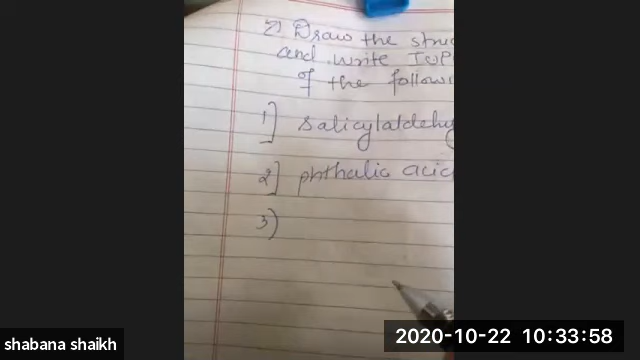 2) Draw the struc
and write IUP
of the follow
1] salicylaldehy
2] phthalic acid
3)
shabana shaikh
2020-10-22 10:33:58